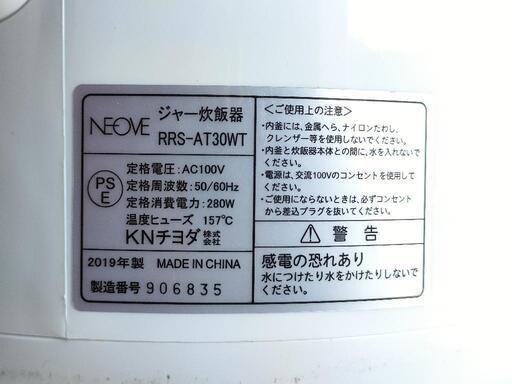 NEOVE
ジャー炊飯器
RRS-AT30WT
PS
E
定格電圧:AC100V
定格周波数:50/60Hz
定格消費電力:280W
温度ヒューズ 157℃
KNチヨダ株式会社
2019年製 MADE IN CHINA
製造番号 906835
<ご使用上の注意>
・内釜には、金属へら、ナイロンたわし、
クレンザー等を使用しないでください。
・内釜と炊飯器本体との間に、水を入れない
でください。
・電源は、交流100Vのコンセントを使用して
ください。
・ご使用にならないときは、必ずコンセント
から差込プラグを抜いてください。
警告
感電の恐れあり
水につけたり水をかけたりしないで
ください。